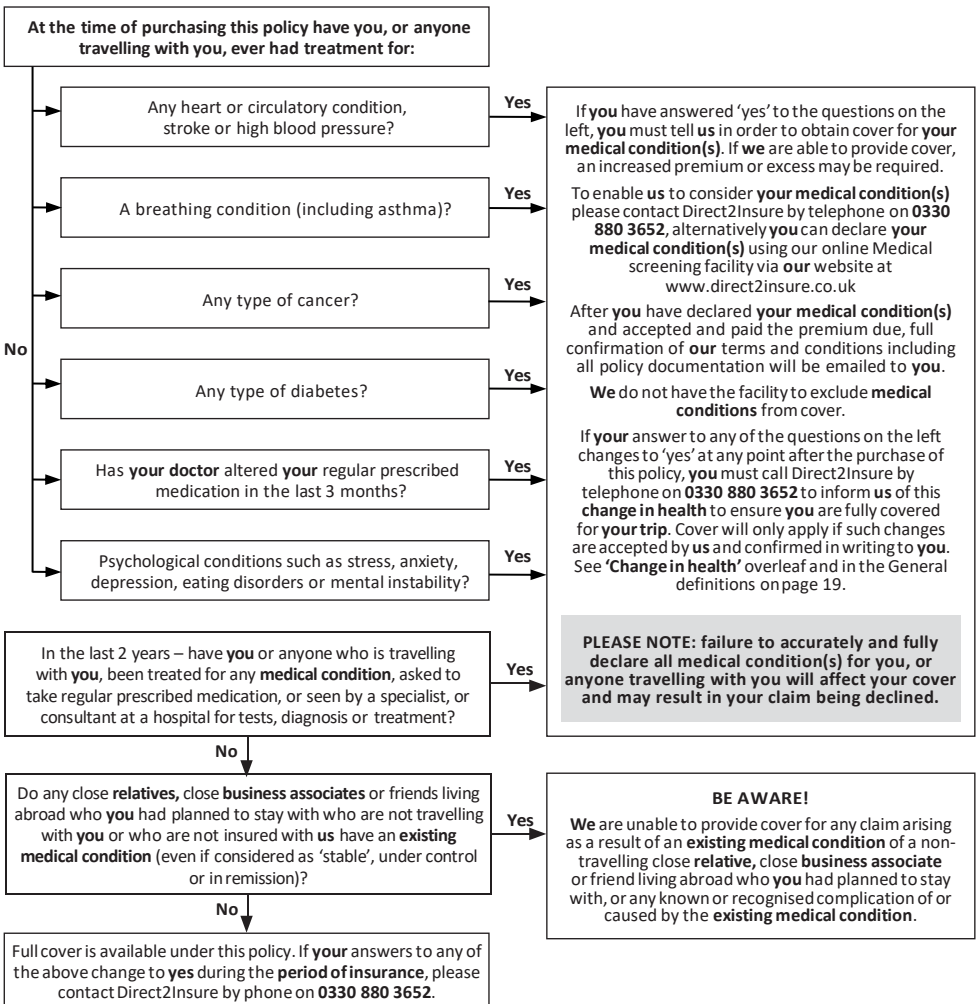 At the time of purchasing this policy have you, or anyone
travelling with you, ever had treatment for:
Any heart or circulatory condition,
stroke or high blood pressure?
Yes
A breathing condition (including asthma)?
Yes
Any type of cancer?
Yes
No
Any type of diabetes?
Yes
Has your doctor altered your regular prescribed
medication in the last 3 months?
Yes
Psychological conditions such as stress, anxiety,
depression, eating disorders or mental instability?
Yes
If you have answered ‘yes’ to the questions on the
left, you must tell us in order to obtain cover for your
medical condition(s). If we are able to provide cover,
an increased premium or excess may be required.
To enable us to consider your medical condition(s)
please contact Direct2Insure by telephone on 0330
880 3652, alternatively you can declare your
medical condition(s) using our online Medical
screening facility via our website at
www.direct2insure.co.uk
After you have declared your medical condition(s)
and accepted and paid the premium due, full
confirmation of our terms and conditions including
all policy documentation will be emailed to you.
We do not have the facility to exclude medical
conditions from cover.
If your answer to any of the questions on the left
changes to ‘yes’ at any point after the purchase of
this policy, you must call Direct2Insure by
telephone on 0330 880 3652 to inform us of this
change in health to ensure you are fully covered
for your trip. Cover will only apply if such changes
are accepted by us and confirmed in writing to you.
See ‘Change in health’ overleaf and in the General
definitions on page 19.
PLEASE NOTE: failure to accurately and fully
declare all medical condition(s) for you, or
anyone travelling with you will affect your cover
and may result in your claim being declined.
In the last 2 years – have you or anyone who is travelling
with you, been treated for any medical condition, asked to
take regular prescribed medication, or seen by a specialist, or
consultant at a hospital for tests, diagnosis or treatment?
Yes
No
Do any close relatives, close business associates or friends living
abroad who you had planned to stay with who are not travelling
with you or who are not insured with us have an existing
medical condition (even if considered as ‘stable’, under control
or in remission)?
Yes
BE AWARE!
We are unable to provide cover for any claim arising
as a result of an existing medical condition of a non-
travelling close relative, close business associate
or friend living abroad who you had planned to stay
with, or any known or recognised complication of or
caused by the existing medical condition.
No
Full cover is available under this policy. If your answers to any of
the above change to yes during the period of insurance, please
contact Direct2Insure by phone on 0330 880 3652.